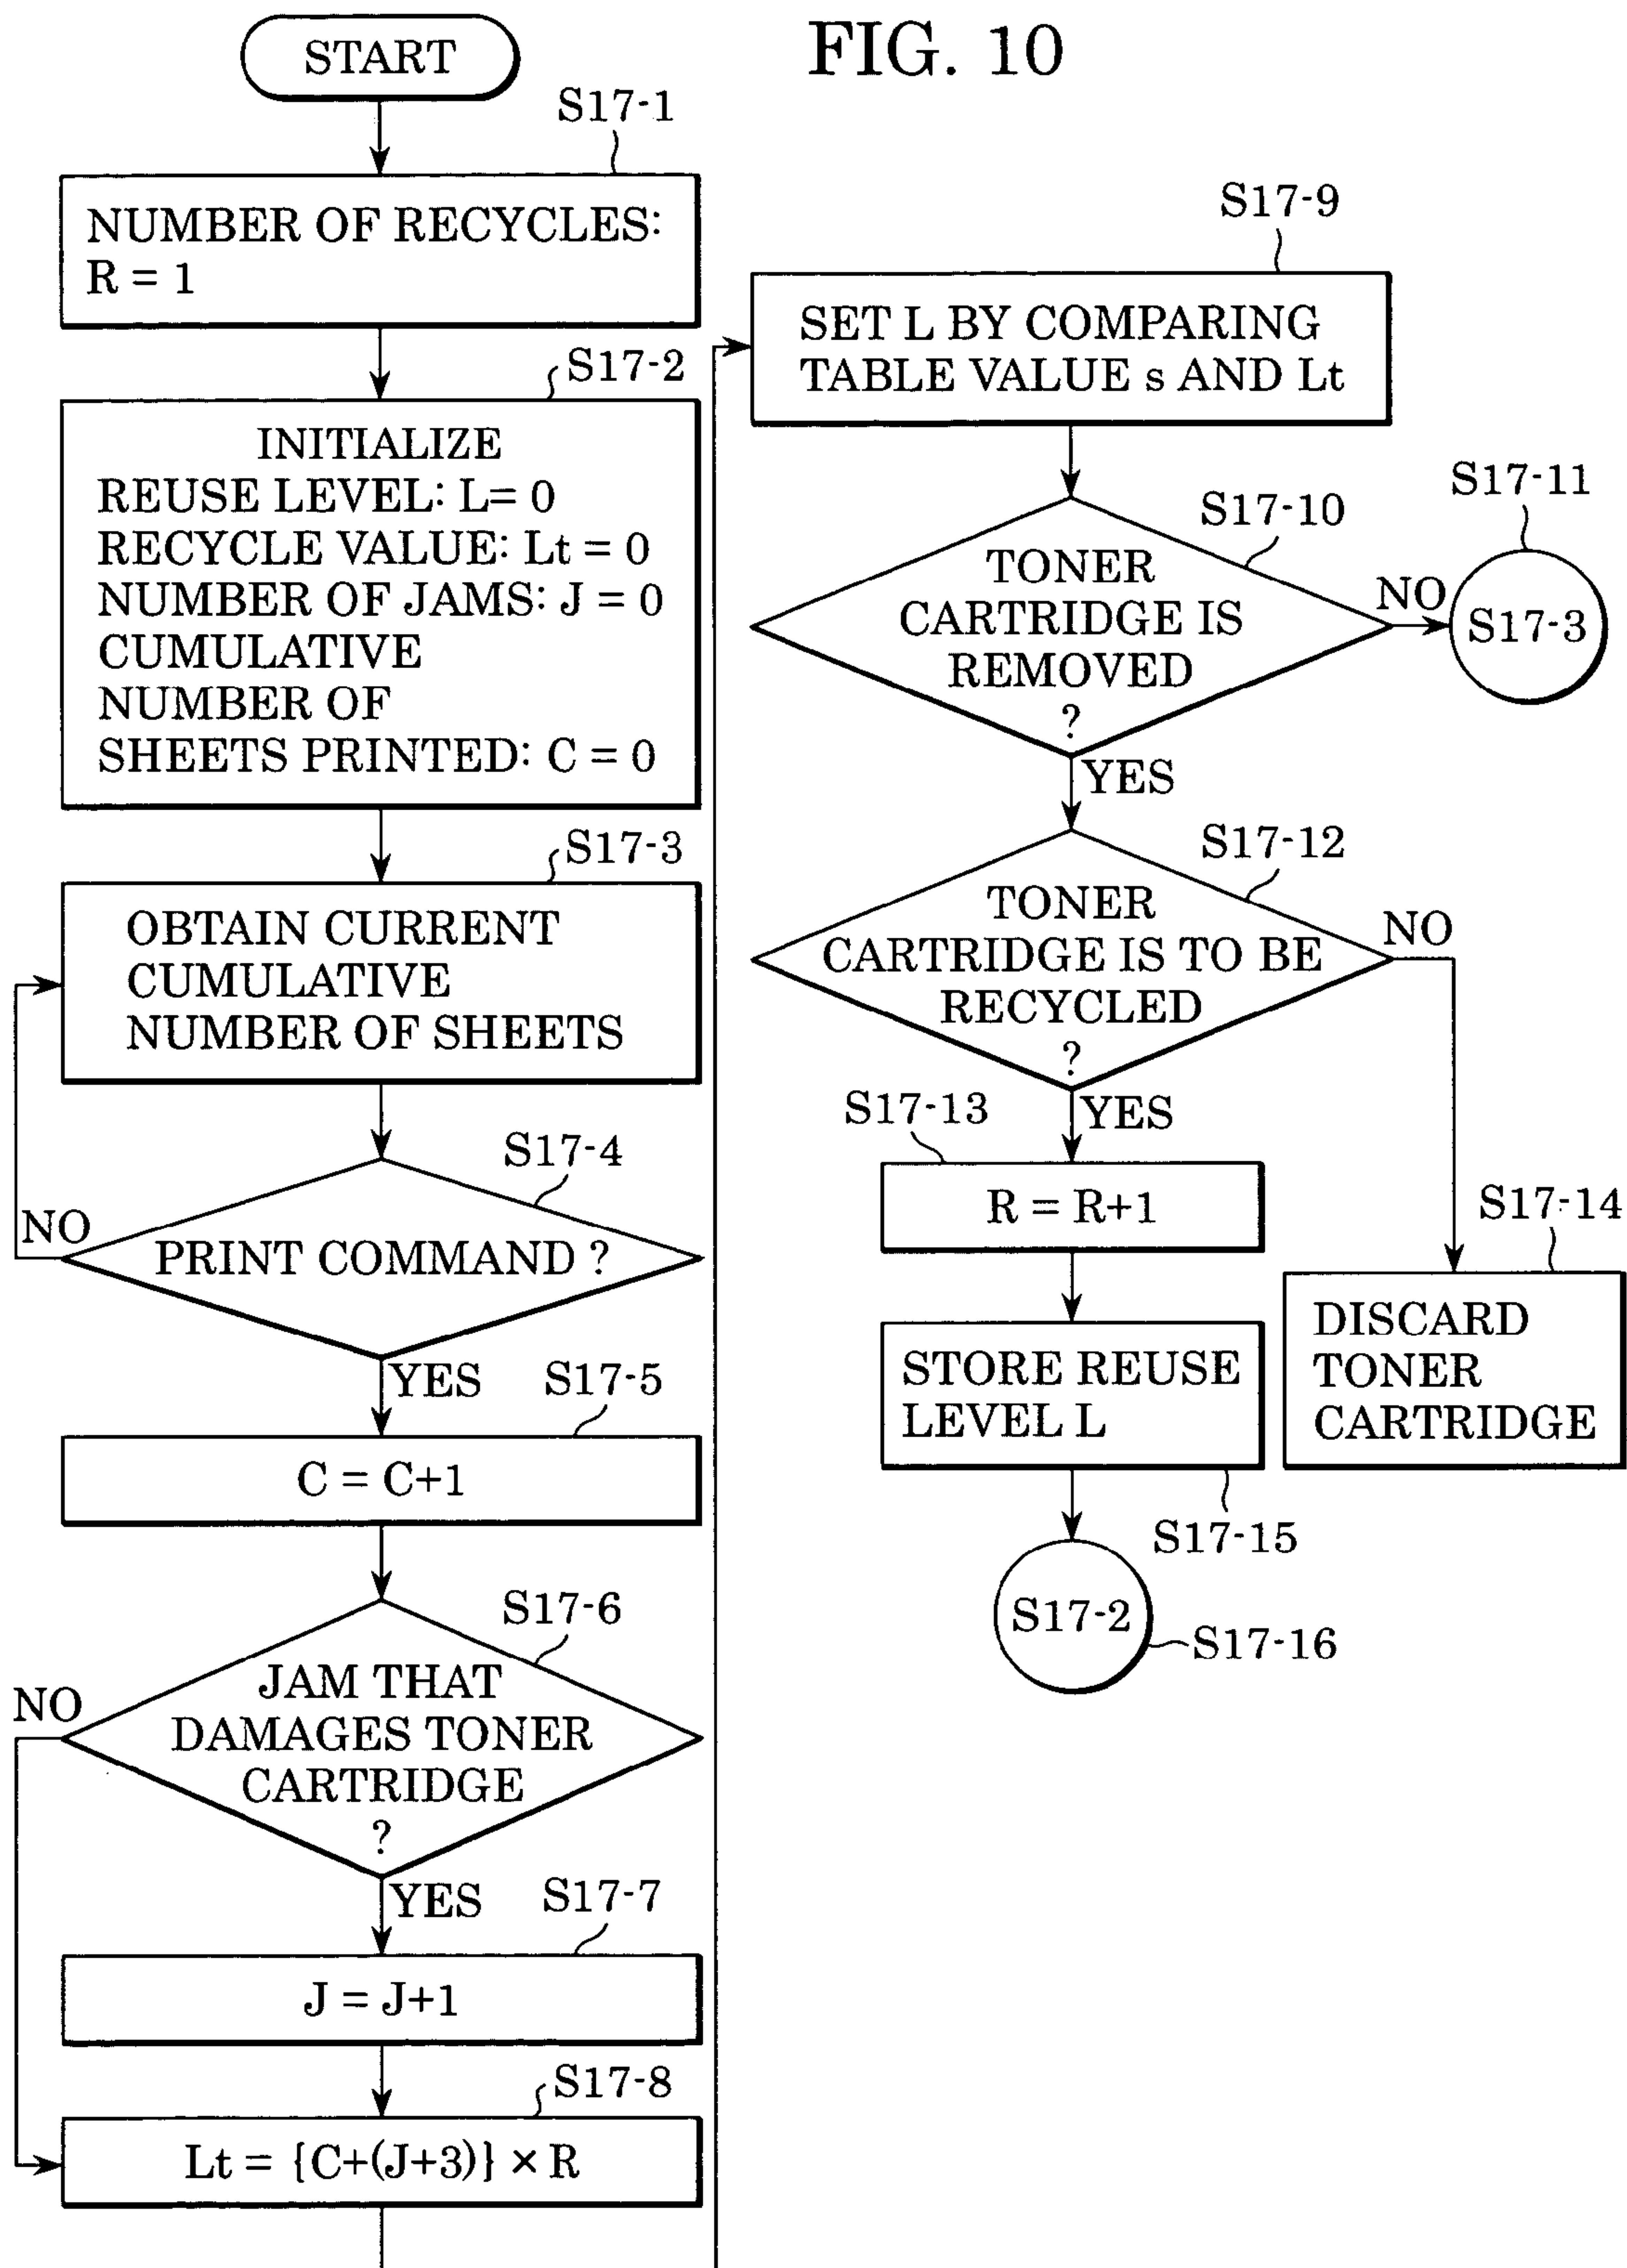 FIG. 10
START
S17-1
NUMBER OF RECYCLES:
R = 1
S17-2
INITIALIZE
REUSE LEVEL: L= 0
RECYCLE VALUE: Lt = 0
NUMBER OF JAMS: J = 0
CUMULATIVE
NUMBER OF
SHEETS PRINTED: C = 0
S17-3
OBTAIN CURRENT
CUMULATIVE
NUMBER OF SHEETS
S17-4
NO
PRINT COMMAND ?
YES
S17-5
C = C+1
S17-6
NO
JAM THAT
DAMAGES TONER
CARTRIDGE
?
YES
S17-7
J = J+1
S17-8
Lt = {C+(J+3)} × R
S17-9
SET L BY COMPARING
TABLE VALUE s AND Lt
S17-10
TONER
CARTRIDGE IS
REMOVED
?
NO
S17-11
S17-3
YES
S17-12
TONER
CARTRIDGE IS TO BE
RECYCLED
?
NO
YES
S17-13
R = R+1
S17-14
DISCARD
TONER
CARTRIDGE
STORE REUSE
LEVEL L
S17-15
S17-2
S17-16